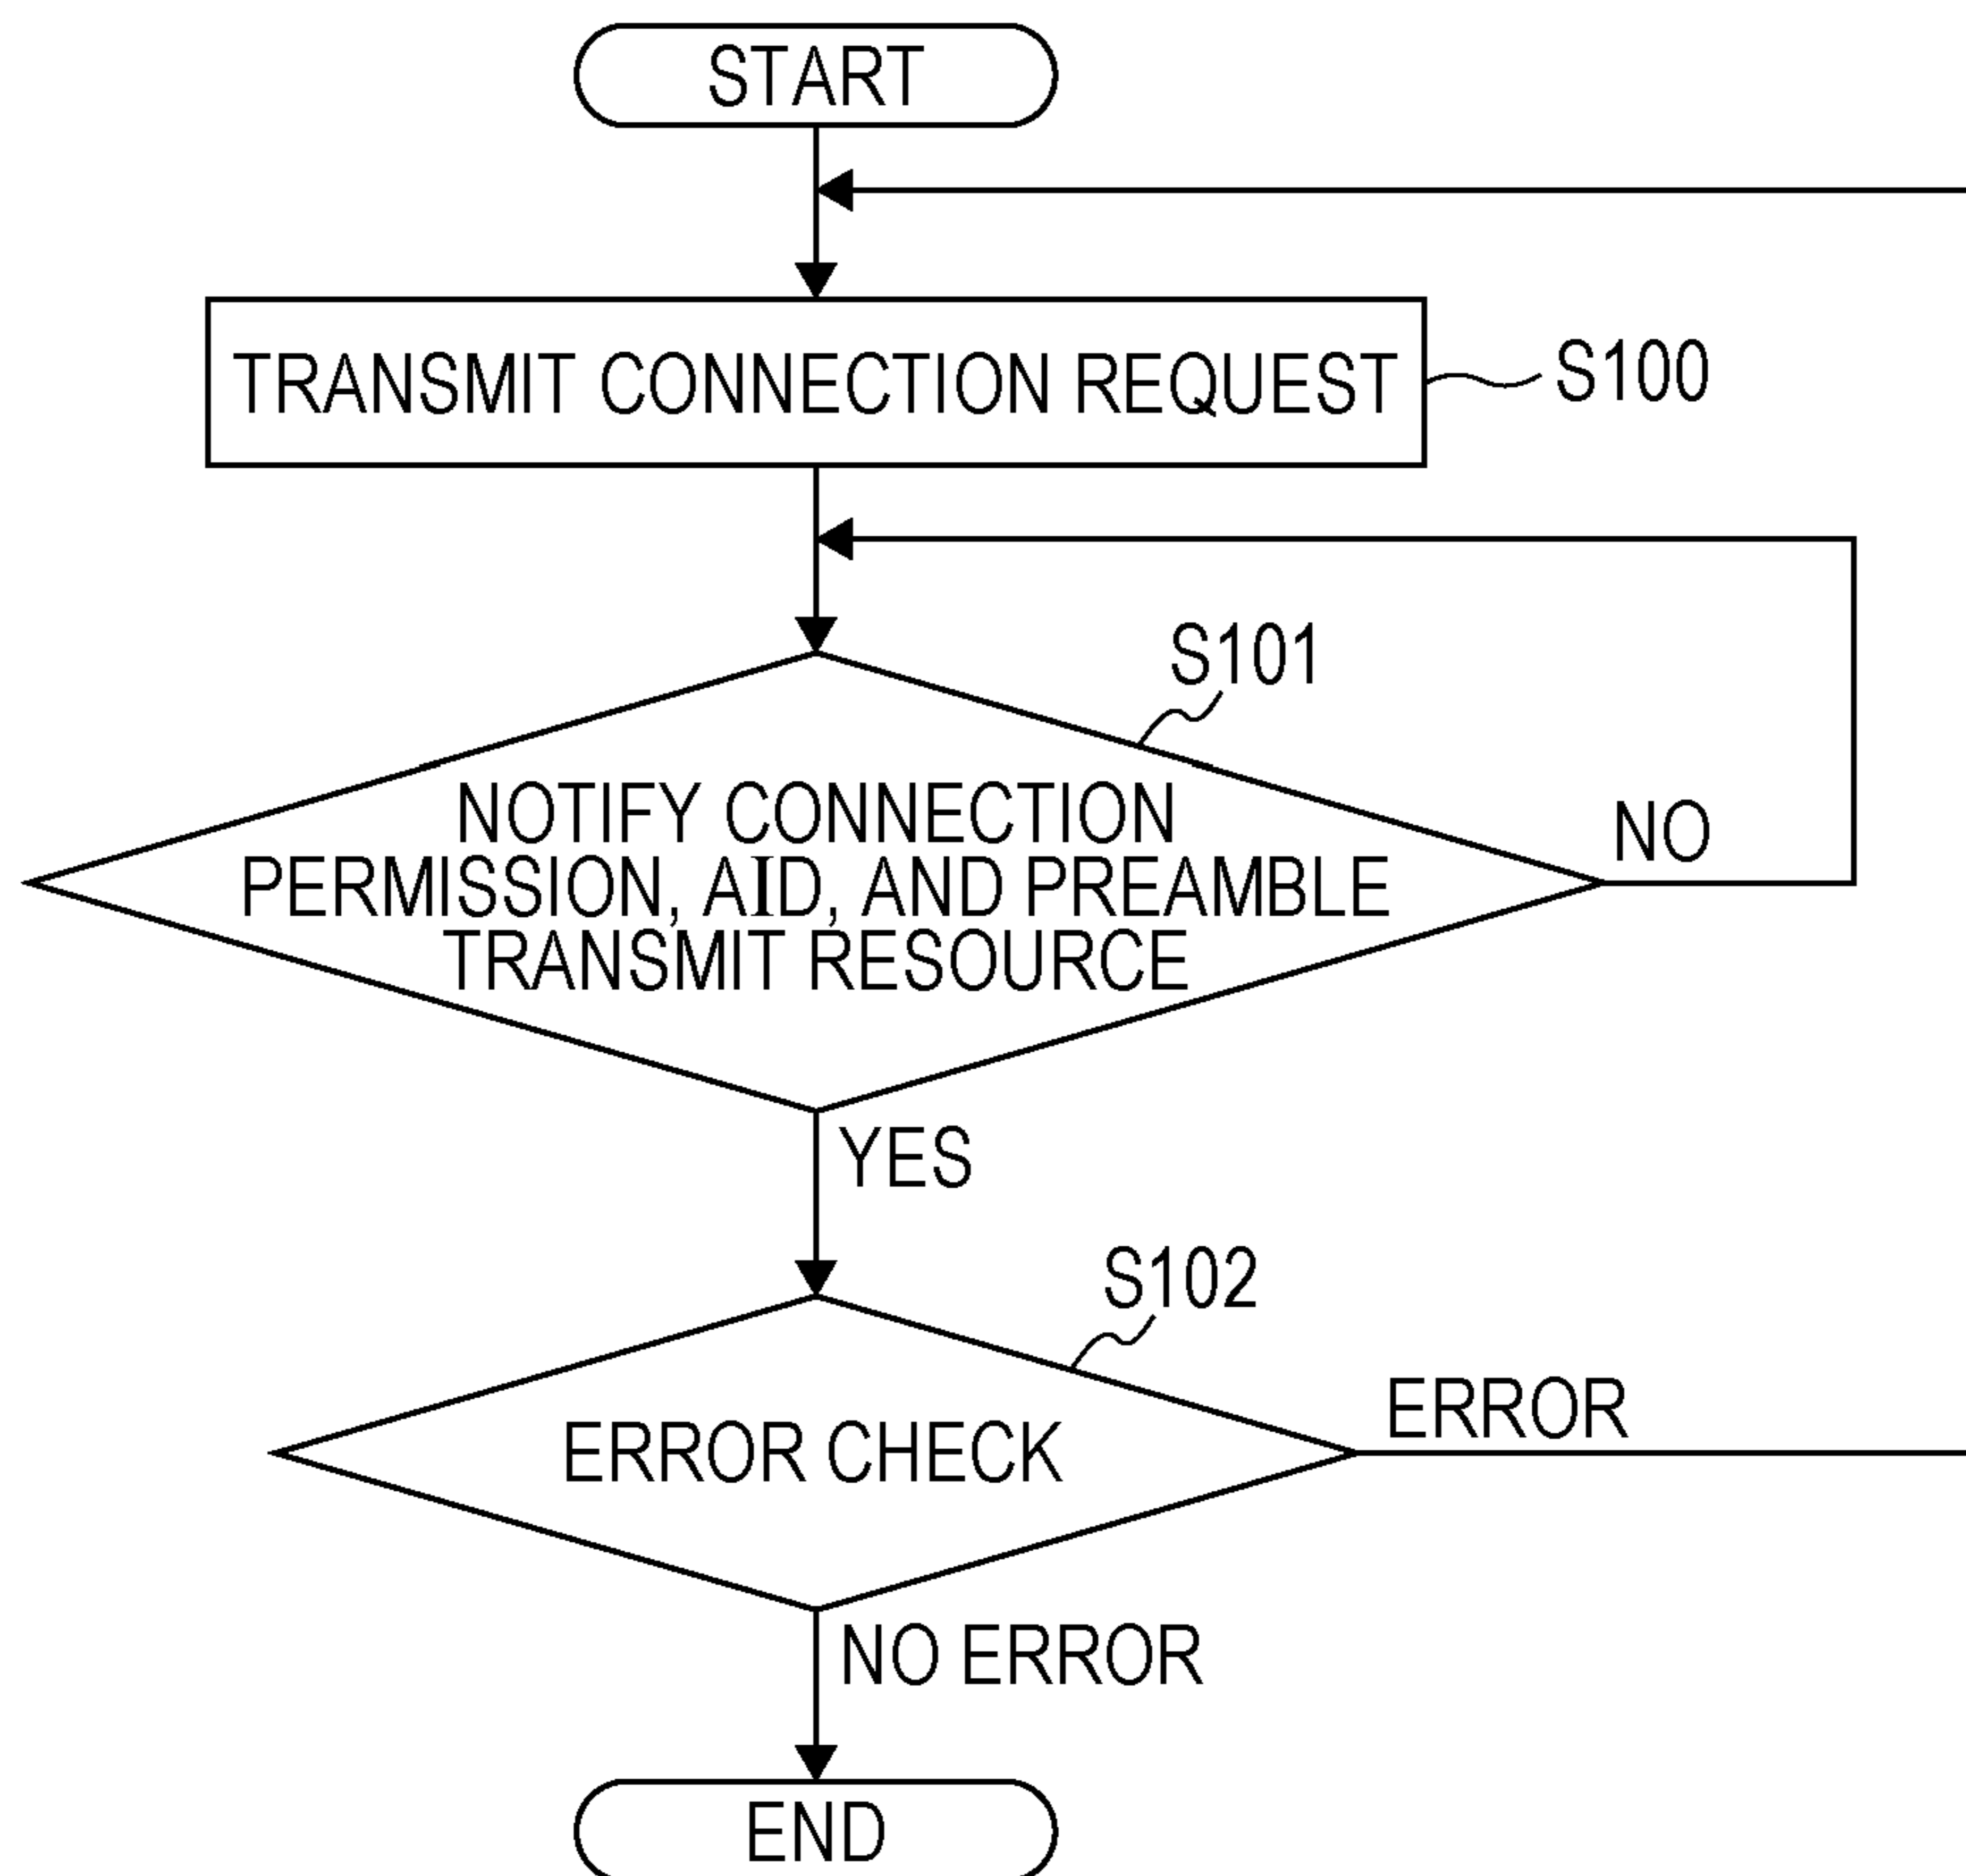 START
TRANSMIT CONNECTION REQUEST
S100
S101
NOTIFY CONNECTION
PERMISSION, AID, AND PREAMBLE
TRANSMIT RESOURCE
NO
YES
S102
ERROR CHECK
ERROR
NO ERROR
END